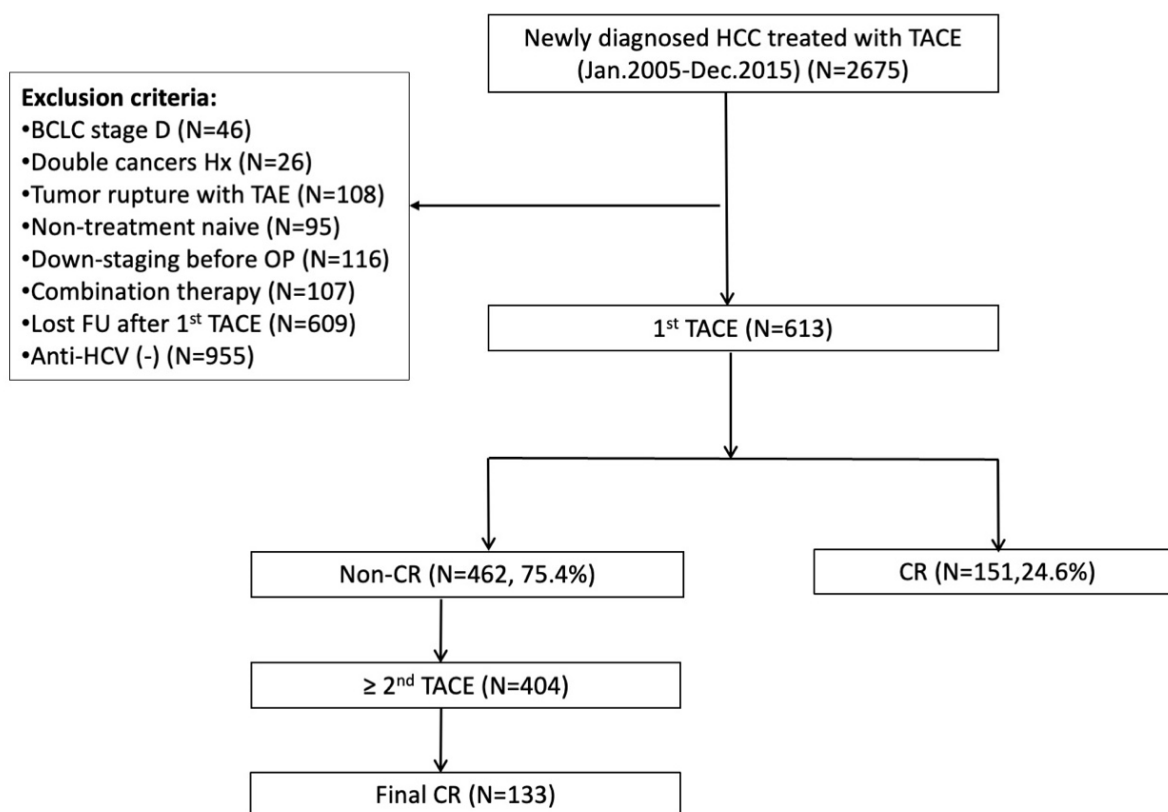 Newly diagnosed HCC treated with TACE
(Jan.2005-Dec.2015) (N=2675)
Exclusion criteria:
•BCLC stage D (N=46)
•Double cancers Hx (N=26)
•Tumor rupture with TAE (N=108)
•Non-treatment naive (N=95)
•Down-staging before OP (N=116)
•Combination therapy (N=107)
•Lost FU after 1st TACE (N=609)
•Anti-HCV (-) (N=955)
1st TACE (N=613)
Non-CR (N=462, 75.4%)
CR (N=151,24.6%)
≥ 2nd TACE (N=404)
Final CR (N=133)